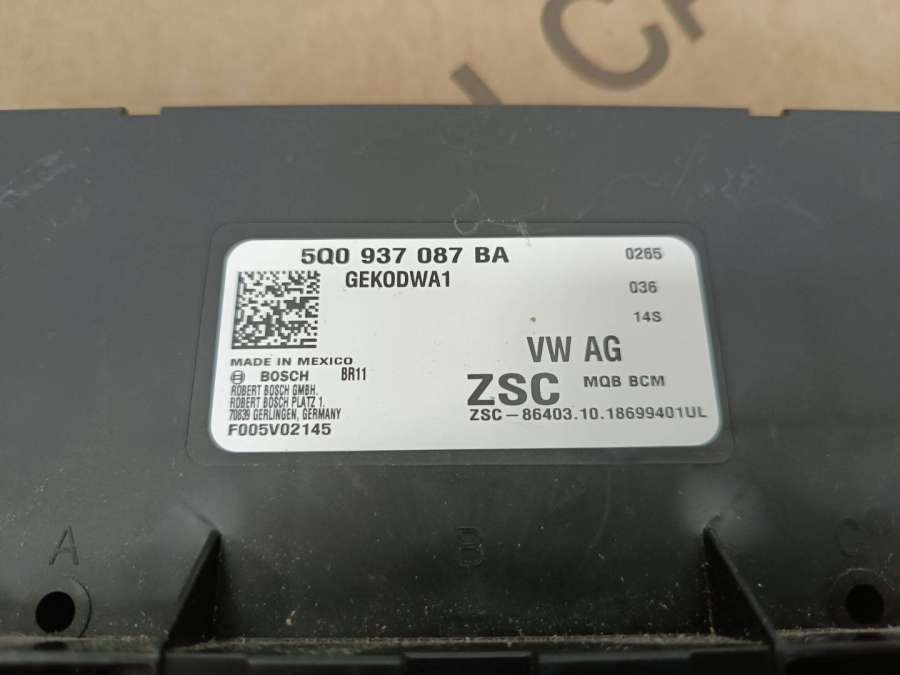 5Q0 937 087 BA 0265
GEKODWA1 036
14S
VW AG
MADE IN MEXICO
BOSCH BR11
ZSC MQB BCM
ROBERT BOSCH GMBH.
ROBERT BOSCH PLATZ 1.
70839 GERLINGEN, GERMANY
ZSC-86403.10.18699401UL
F005V02145
A B C